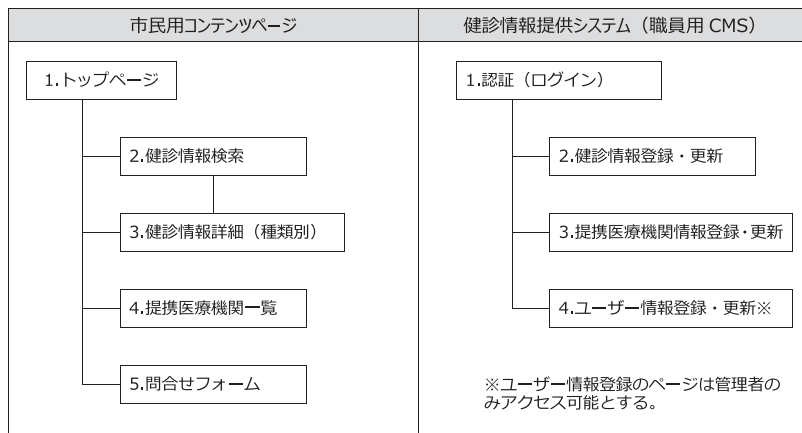 市民用コンテンツページ
健診情報提供システム（職員用 CMS）
1.トップページ
2.健診情報検索
3.健診情報詳細（種類別）
4.提携医療機関一覧
5.問合せフォーム
1.認証（ログイン）
2.健診情報登録・更新
3.提携医療機関情報登録・更新
4.ユーザー情報登録・更新※
※ユーザー情報登録のページは管理者の
みアクセス可能とする。